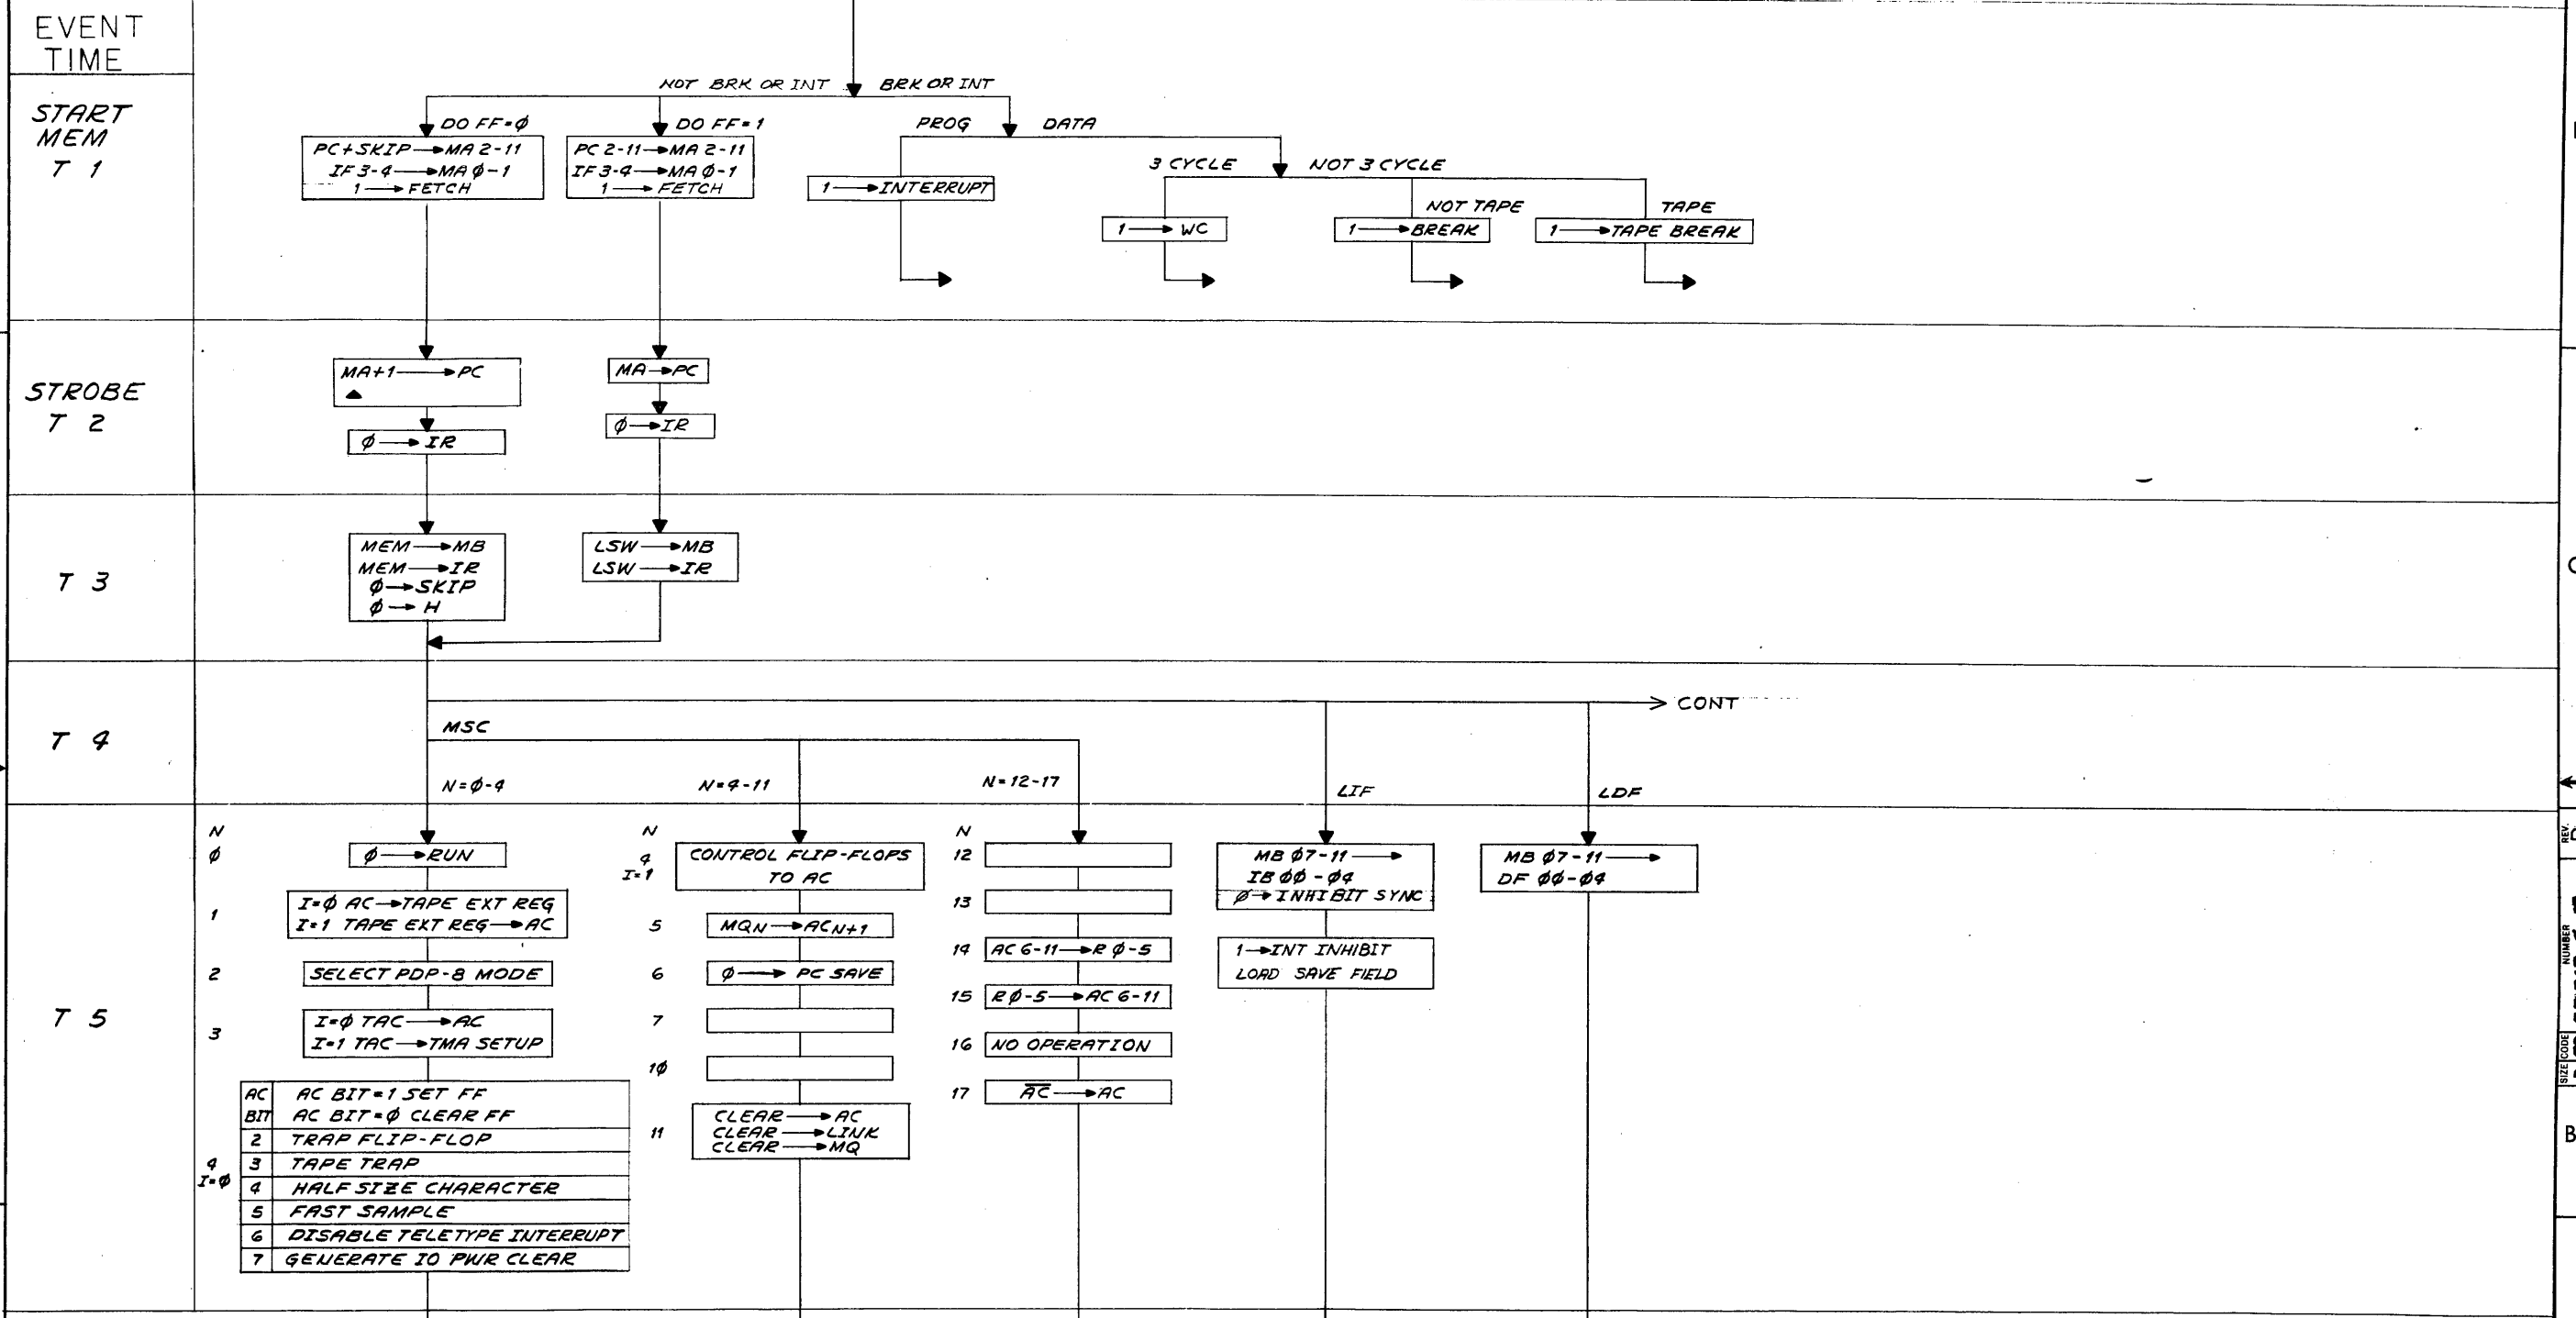 EVENT
TIME
START
MEM
T 1
NOT BRK OR INT
BRK OR INT
DO FF=Ø
DO FF=1
PROG
DATA
PC+SKIP→MA 2-11
IF 3-4→MA Ø-1
1→FETCH
PC 2-11→MA 2-11
IF 3-4→MA Ø-1
1→FETCH
1→INTERRUPT
3 CYCLE
NOT 3 CYCLE
NOT TAPE
TAPE
1→WC
1→BREAK
1→TAPE BREAK
STROBE
T 2
MA+1→PC
Ø→IR
MA→PC
Ø→IR
T 3
MEM→MB
MEM→IR
Ø→SKIP
Ø→H
LSW→MB
LSW→IR
T 4
CONT
MSC
N=Ø-4
N=4-11
N=12-17
LIF
LDF
T 5
N
Ø
Ø→RUN
1
I=Ø AC→TAPE EXT REG
I=1 TAPE EXT REG→AC
2
SELECT PDP-8 MODE
3
I=Ø TAC→AC
I=1 TAC→TMA SETUP
4
I=Ø
AC
BIT
AC BIT=1 SET FF
AC BIT=Ø CLEAR FF
2 TRAP FLIP-FLOP
3 TAPE TRAP
4 HALF SIZE CHARACTER
5 FAST SAMPLE
6 DISABLE TELETYPE INTERRUPT
7 GENERATE IO PWR CLEAR
N
4
I=1
CONTROL FLIP-FLOPS
TO AC
5
MQN→ACN+1
6
Ø→PC SAVE
7
1Ø
11
CLEAR→AC
CLEAR→LINK
CLEAR→MQ
N
12
13
14 AC 6-11→R Ø-5
15 R Ø-5→AC 6-11
16 NO OPERATION
17 A̅C̅→AC
MB Ø7-11→
IB ØØ-Ø4
Ø→INHIBIT SYNC
1→INT INHIBIT
LOAD SAVE FIELD
MB Ø7-11→
DF ØØ-Ø4
REV.
NUMBER
CODE
SIZE
B